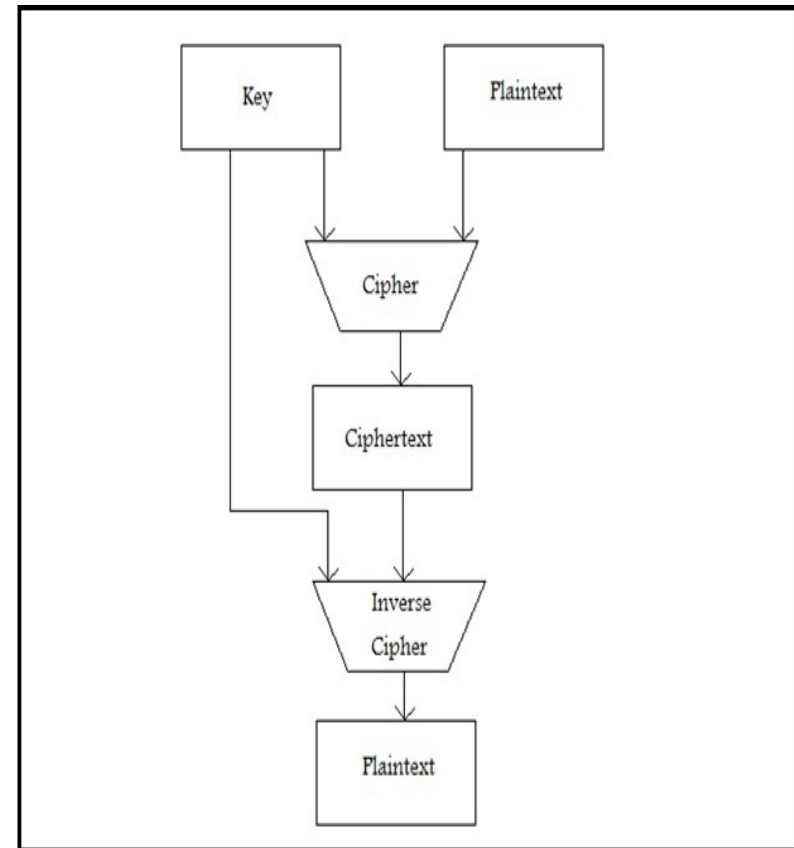 Key
Plaintext
Cipher
Ciphertext
Inverse
Cipher
Plaintext